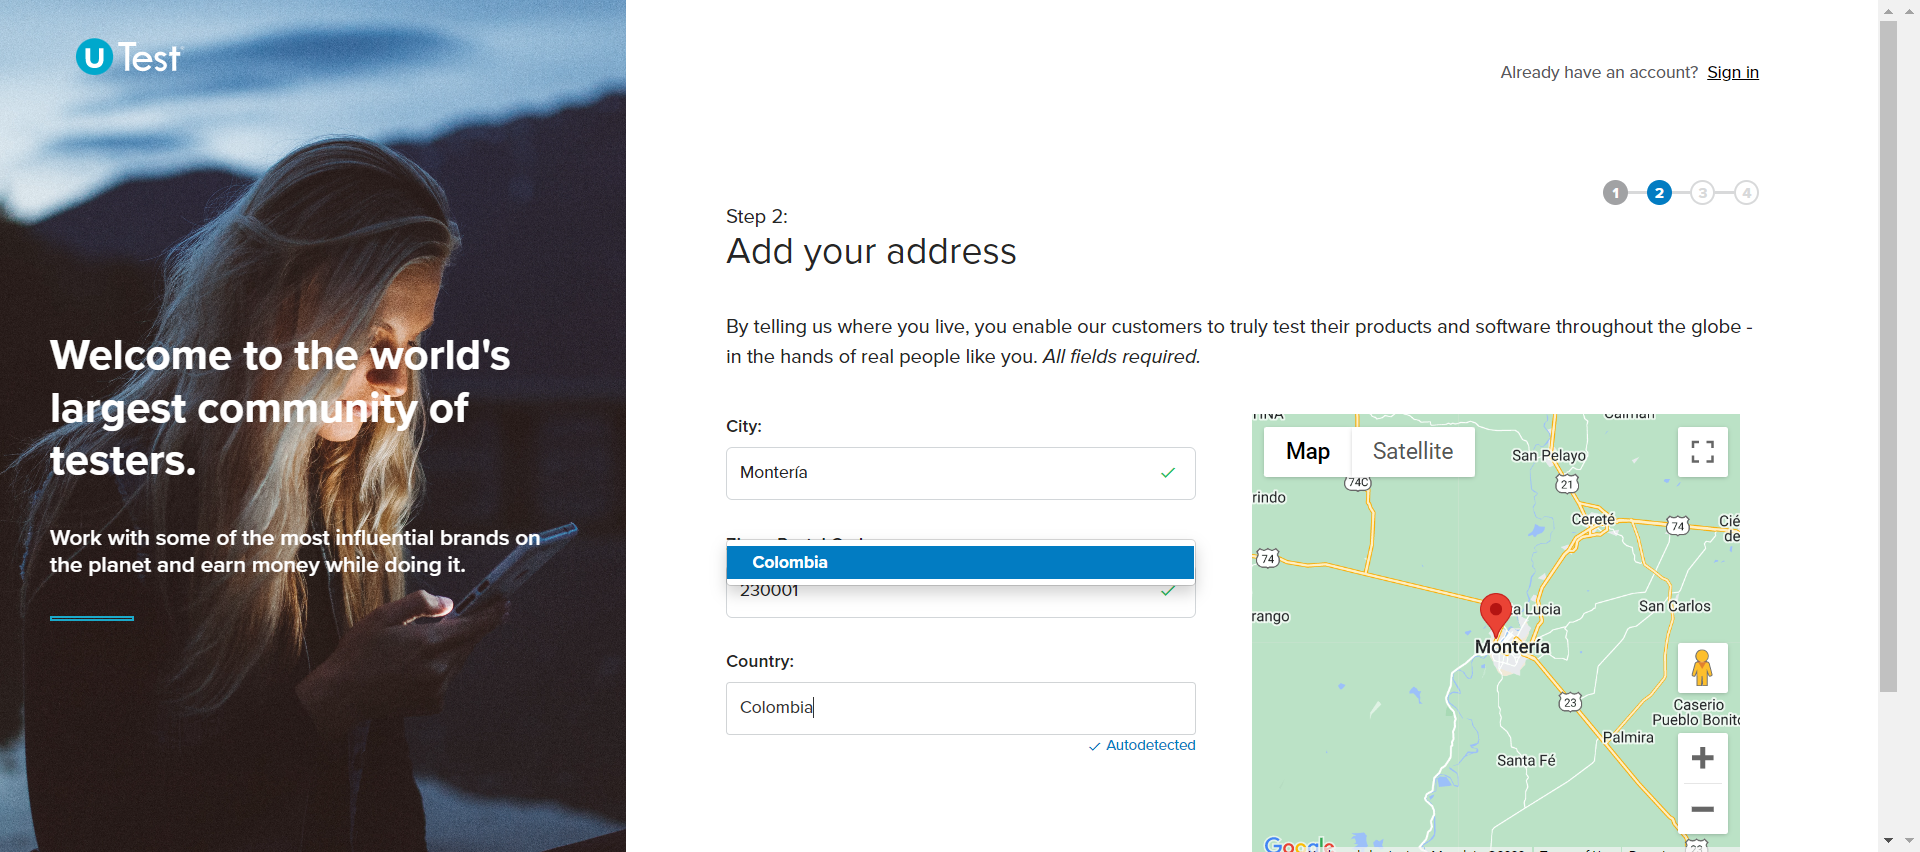 U Test
Already have an account? Sign in
1 2 3 4
Step 2:
Add your address
By telling us where you live, you enable our customers to truly test their products and software throughout the globe -
in the hands of real people like you. All fields required.
Welcome to the world's
largest community of
testers.
Work with some of the most influential brands on
the planet and earn money while doing it.
City:
Montería
Colombia
230001
Country:
Colombia
Autodetected
Map Satellite
San Pelayo
74C
21
rindo
Cereté
74
Cié
de
74
ta Lucia
San Carlos
rango
Montería
23
Caserio
Pueblo Bonito
Palmira
Santa Fé
23
Google